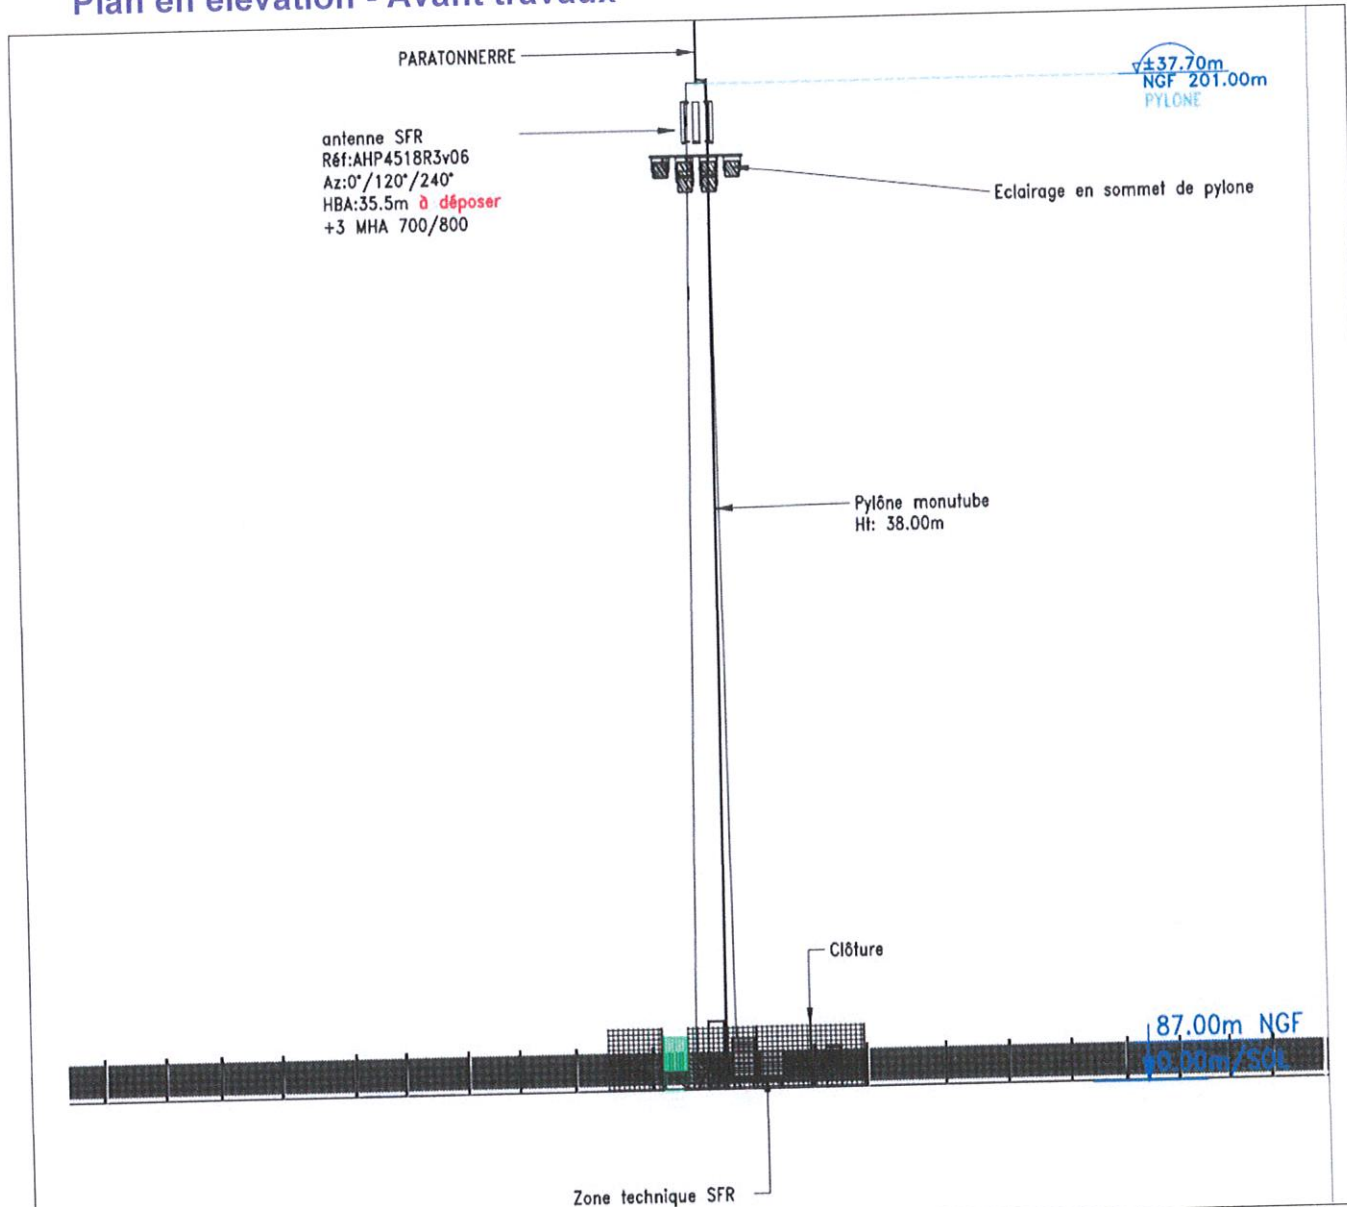 Plan en élévation - Avant travaux
PARATONNERRE
±37.70m
NGF 201.00m
PYLONE
antenne SFR
Réf:AHP4518R3v06
Az:0°/120°/240°
HBA:35.5m à déposer
+3 MHA 700/800
Eclairage en sommet de pylone
Pylône monutube
Ht: 38.00m
Clôture
87.00m NGF
±0.00m/SOL
Zone technique SFR